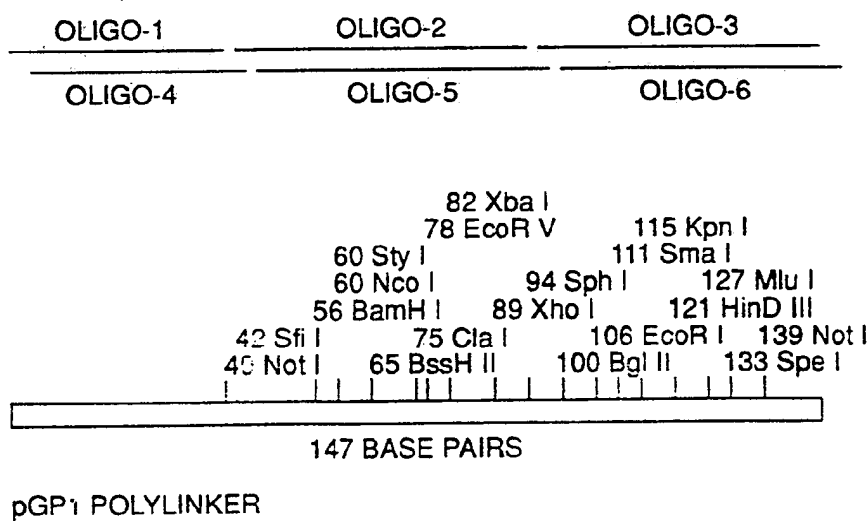 OLIGO-1 OLIGO-2 OLIGO-3
OLIGO-4 OLIGO-5 OLIGO-6
82 Xba I
78 EcoR V 115 Kpn I
60 Sty I 111 Sma I
60 Nco I 94 Sph I 127 Mlu I
56 BamH I 89 Xho I 121 HinD III
42 Sfi I 75 Cla I 106 EcoR I 139 Not I
Not I 65 BssH II 100 Bgl II 133 Spe I
147 BASE PAIRS
pGP1 POLYLINKER